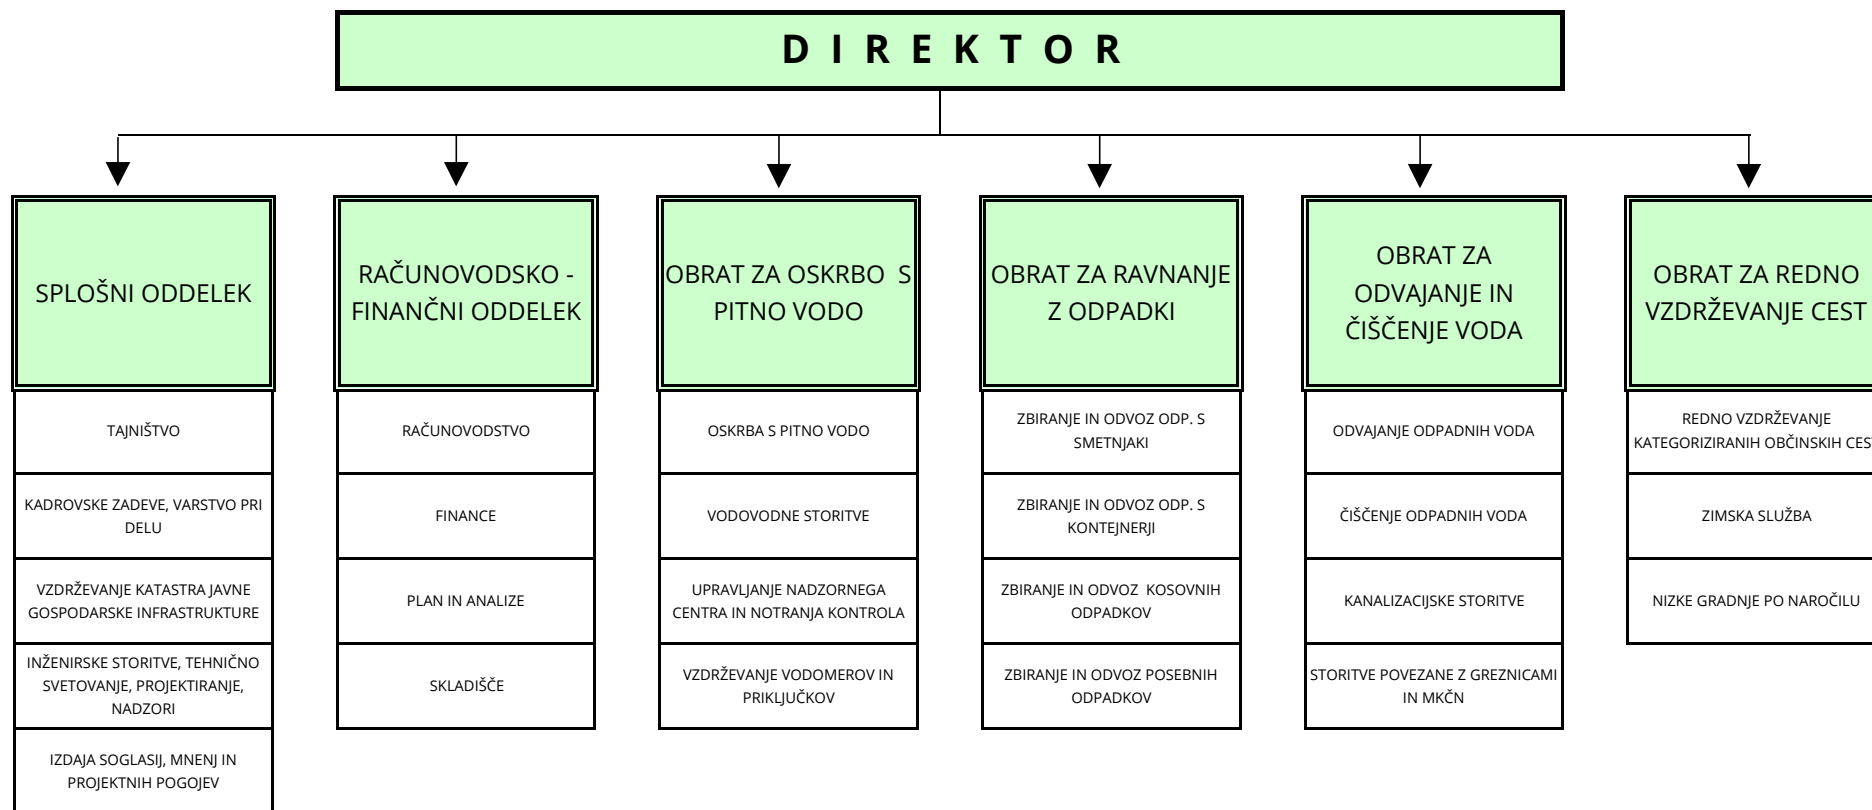 D I R E K T O R
SPLOŠNI ODDELEK
TAJNIŠTVO
KADROVSKE ZADEVE, VARSTVO PRI
DELU
VZDRŽEVANJE KATASTRA JAVNE
GOSPODARSKE INFRASTRUKTURE
INŽENIRSKE STORITVE, TEHNIČNO
SVETOVANJE, PROJEKTIRANJE,
NADZORI
IZDAJA SOGLASIJ, MNENJ IN
PROJEKTNIH POGOJEV
RAČUNOVODSKO -
FINANČNI ODDELEK
RAČUNOVODSTVO
FINANCE
PLAN IN ANALIZE
SKLADIŠČE
OBRAT ZA OSKRBO S
PITNO VODO
OSKRBA S PITNO VODO
VODOVODNE STORITVE
UPRAVLJANJE NADZORNEGA
CENTRA IN NOTRANJA KONTROLA
VZDRŽEVANJE VODOMEROV IN
PRIKLJUČKOV
OBRAT ZA RAVNANJE
Z ODPADKI
ZBIRANJE IN ODVOZ ODP. S
SMETNJAKI
ZBIRANJE IN ODVOZ ODP. S
KONTEJNERJI
ZBIRANJE IN ODVOZ KOSOVNIH
ODPADKOV
ZBIRANJE IN ODVOZ POSEBNIH
ODPADKOV
OBRAT ZA
ODVAJANJE IN
ČIŠČENJE VODA
ODVAJANJE ODPADNIH VODA
ČIŠČENJE ODPADNIH VODA
KANALIZACIJSKE STORITVE
STORITVE POVEZANE Z GREZNICAMI
IN MKČN
OBRAT ZA REDNO
VZDRŽEVANJE CEST
REDNO VZDRŽEVANJE
KATEGORIZIRANIH OBČINSKIH CEST
ZIMSKA SLUŽBA
NIZKE GRADNJE PO NAROČILU